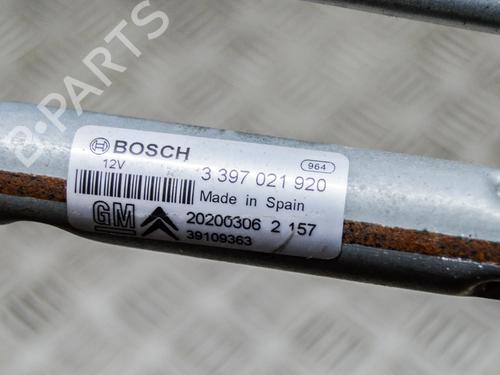 B-PARTS
BOSCH
964
12V
3 397 021 920
Made in Spain
GM
20200306 2 157
39109363